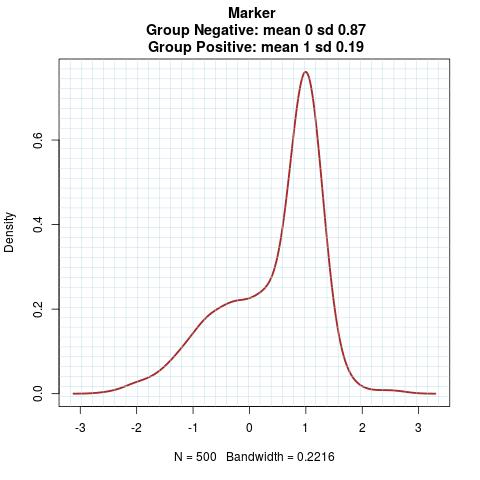 Marker
Group Negative: mean 0 sd 0.87
Group Positive: mean 1 sd 0.19
Density
0.6
0.4
0.2
0.0
-3 -2 -1 0 1 2 3
N = 500 Bandwidth = 0.2216